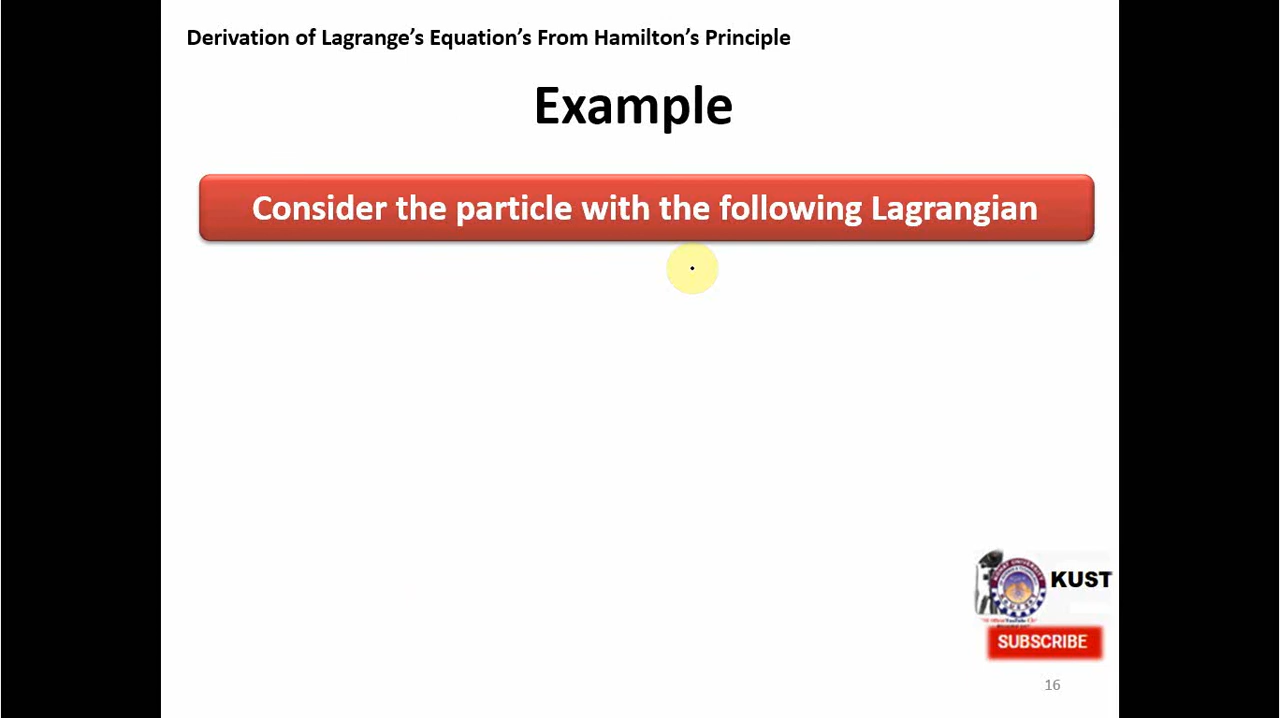 Derivation of Lagrange’s Equation’s From Hamilton’s Principle
Example
Consider the particle with the following Lagrangian
KUST
SUBSCRIBE
16